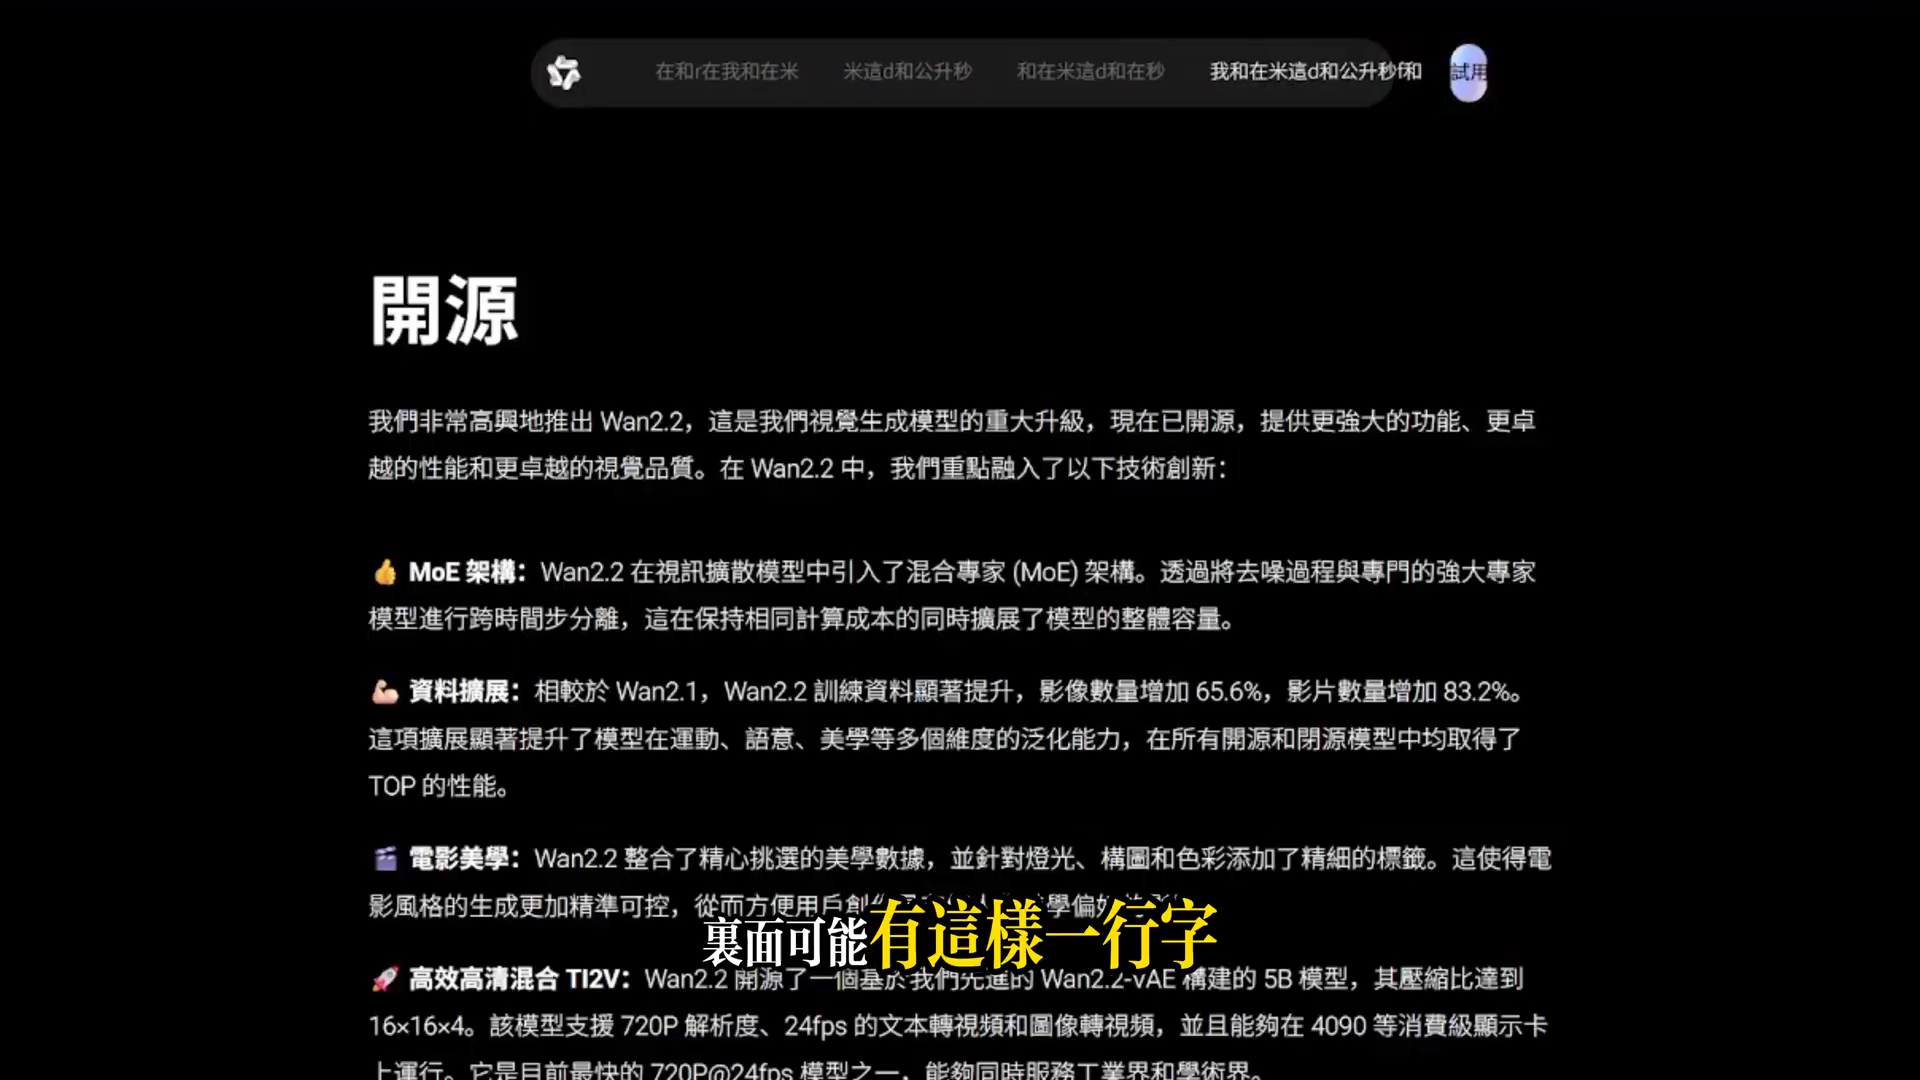 在和r在我和在米 米這d和公升秒 和在米這d和在秒 我和在米這d和公升秒f和 試用
開源
我們非常高興地推出 Wan2.2，這是我們視覺生成模型的重大升級，現在已開源，提供更強大的功能、更卓
越的性能和更卓越的視覺品質。在 Wan2.2 中，我們重點融入了以下技術創新：
👍 MoE 架構：Wan2.2 在視訊擴散模型中引入了混合專家 (MoE) 架構。透過將去噪過程與專門的強大專家
模型進行跨時間步分離，這在保持相同計算成本的同時擴展了模型的整體容量。
💪 資料擴展：相較於 Wan2.1，Wan2.2 訓練資料顯著提升，影像數量增加 65.6%，影片數量增加 83.2%。
這項擴展顯著提升了模型在運動、語意、美學等多個維度的泛化能力，在所有開源和閉源模型中均取得了
TOP 的性能。
🎬 電影美學：Wan2.2 整合了精心挑選的美學數據，並針對燈光、構圖和色彩添加了精細的標籤。這使得電
影風格的生成更加精準可控，從而方便用戶創
裏面可能有這樣一行字
🚀 高效高清混合 TI2V：Wan2.2 開源了一個基於我們先進的 Wan2.2-VAE 構建的 5B 模型，其壓縮比達到
16×16×4。該模型支援 720P 解析度、24fps 的文本轉視頻和圖像轉視頻，並且能夠在 4090 等消費級顯示卡
上運行。它是目前最快的 720P@24fps 模型之一，能夠同時服務工業界和學術界。